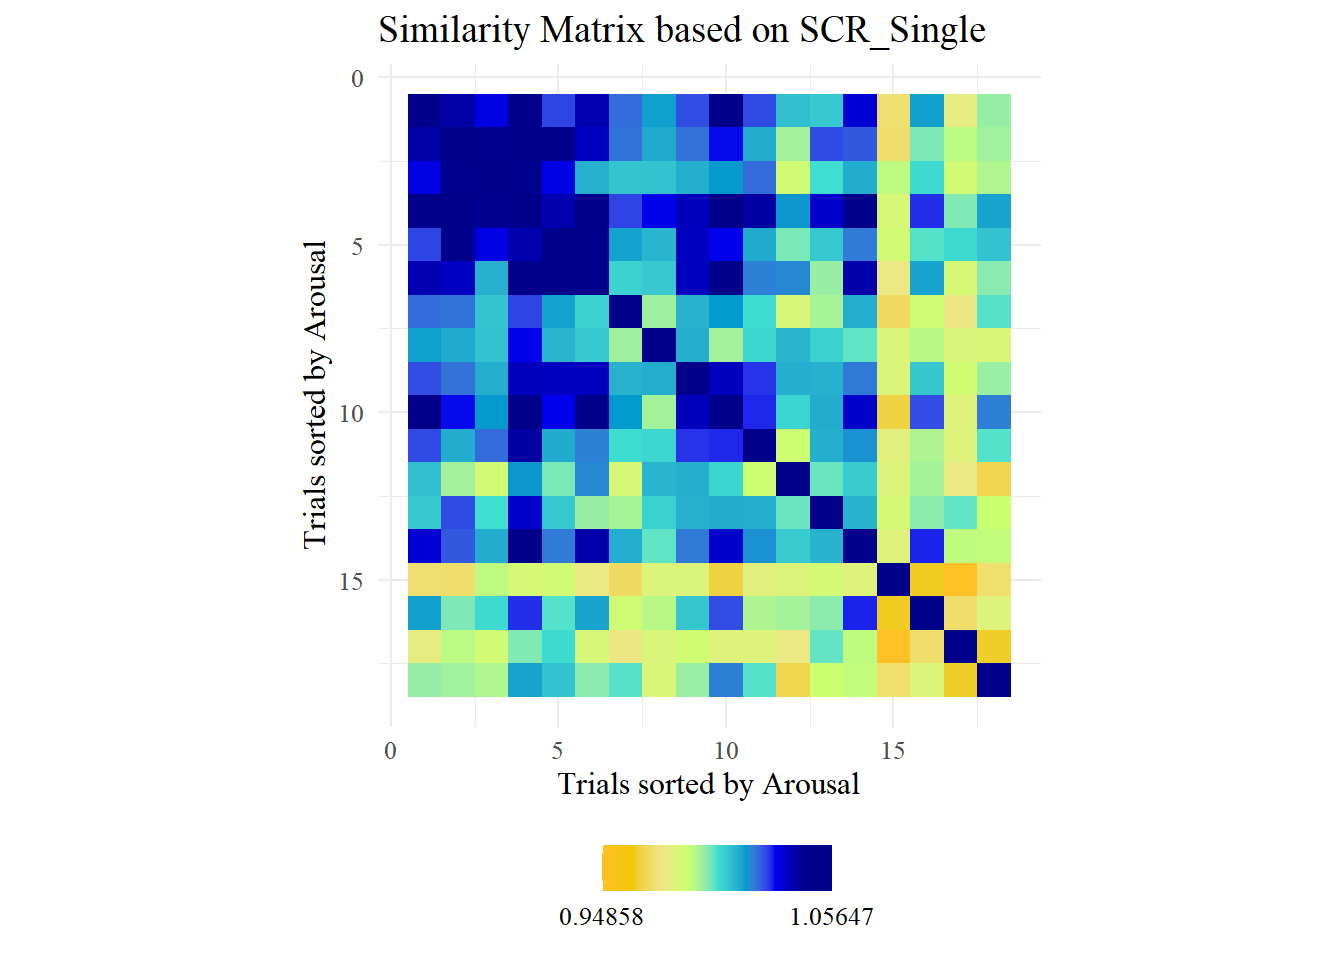 Similarity Matrix based on SCR_Single
0
5
10
15
Trials sorted by Arousal
0 5 10 15
Trials sorted by Arousal
0.94858 1.05647